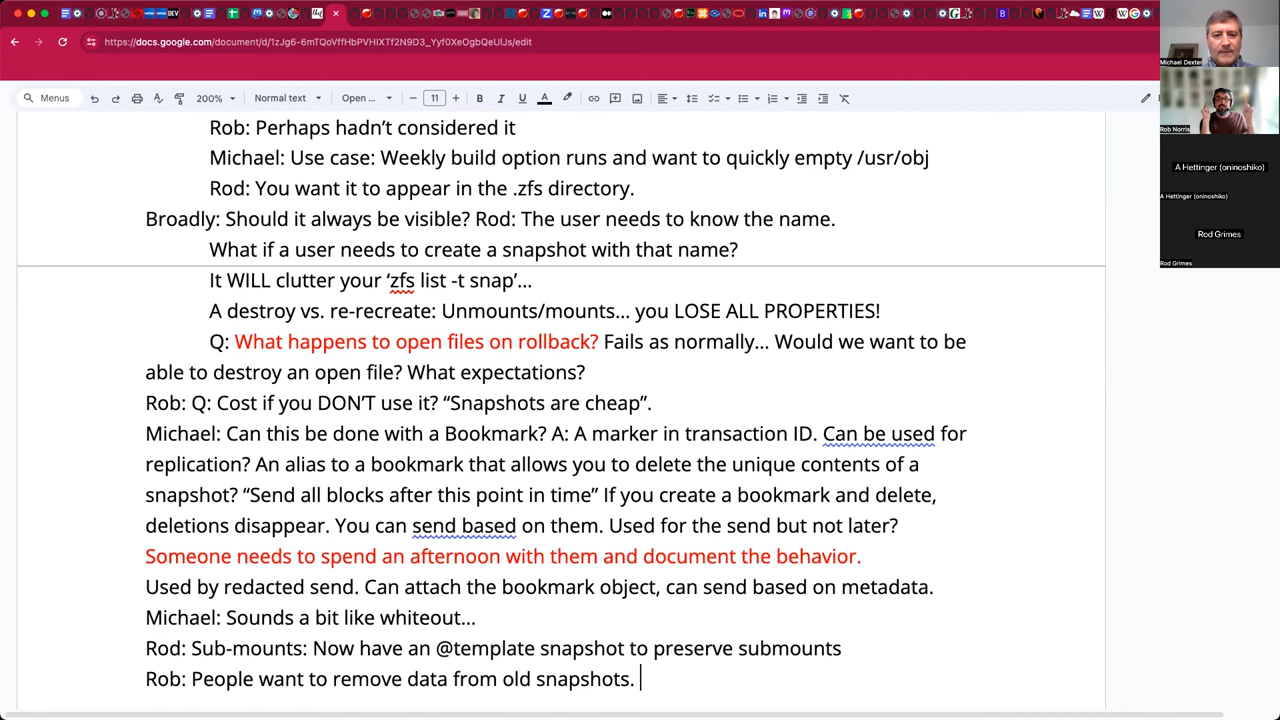 https://docs.google.com/document/d/1zJg6-6mTQoVffHbPVHIXTf2N9D3_Yyf0XeOgbQeUlJs/edit
Menus
200%
Normal text
Open ...
11
Rob: Perhaps hadn’t considered it
Michael: Use case: Weekly build option runs and want to quickly empty /usr/obj
Rod: You want it to appear in the .zfs directory.
Broadly: Should it always be visible? Rod: The user needs to know the name.
What if a user needs to create a snapshot with that name?
It WILL clutter your ‘zfs list -t snap’...
A destroy vs. re-recreate: Unmounts/mounts... you LOSE ALL PROPERTIES!
Q: What happens to open files on rollback? Fails as normally... Would we want to be
able to destroy an open file? What expectations?
Rob: Q: Cost if you DON’T use it? “Snapshots are cheap”.
Michael: Can this be done with a Bookmark? A: A marker in transaction ID. Can be used for
replication? An alias to a bookmark that allows you to delete the unique contents of a
snapshot? “Send all blocks after this point in time” If you create a bookmark and delete,
deletions disappear. You can send based on them. Used for the send but not later?
Someone needs to spend an afternoon with them and document the behavior.
Used by redacted send. Can attach the bookmark object, can send based on metadata.
Michael: Sounds a bit like whiteout...
Rod: Sub-mounts: Now have an @template snapshot to preserve submounts
Rob: People want to remove data from old snapshots.
Michael Dexter
Rob Norris
A Hettinger (oninoshiko)
A Hettinger (oninoshiko)
Rod Grimes
Rod Grimes